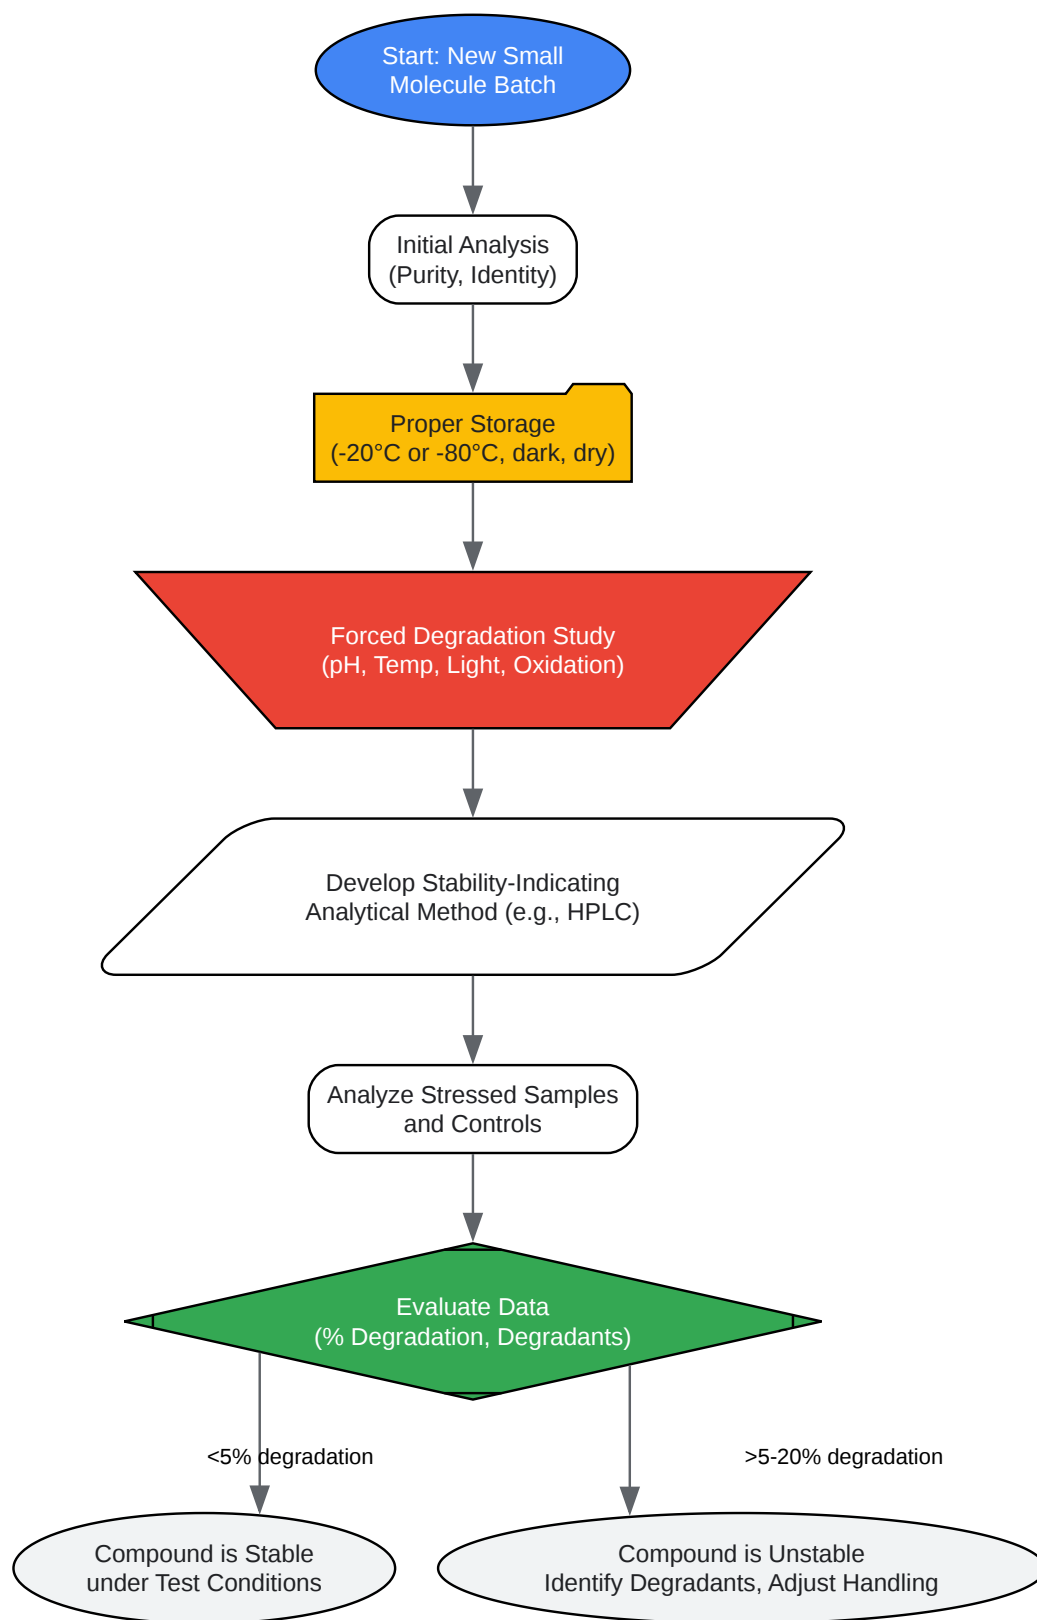 Start: New Small
Molecule Batch
Initial Analysis
(Purity, Identity)
Proper Storage
(-20°C or -80°C, dark, dry)
Forced Degradation Study
(pH, Temp, Light, Oxidation)
Develop Stability-Indicating
Analytical Method (e.g., HPLC)
Analyze Stressed Samples
and Controls
Evaluate Data
(% Degradation, Degradants)
<5% degradation
>5-20% degradation
Compound is Stable
under Test Conditions
Compound is Unstable
Identify Degradants, Adjust Handling